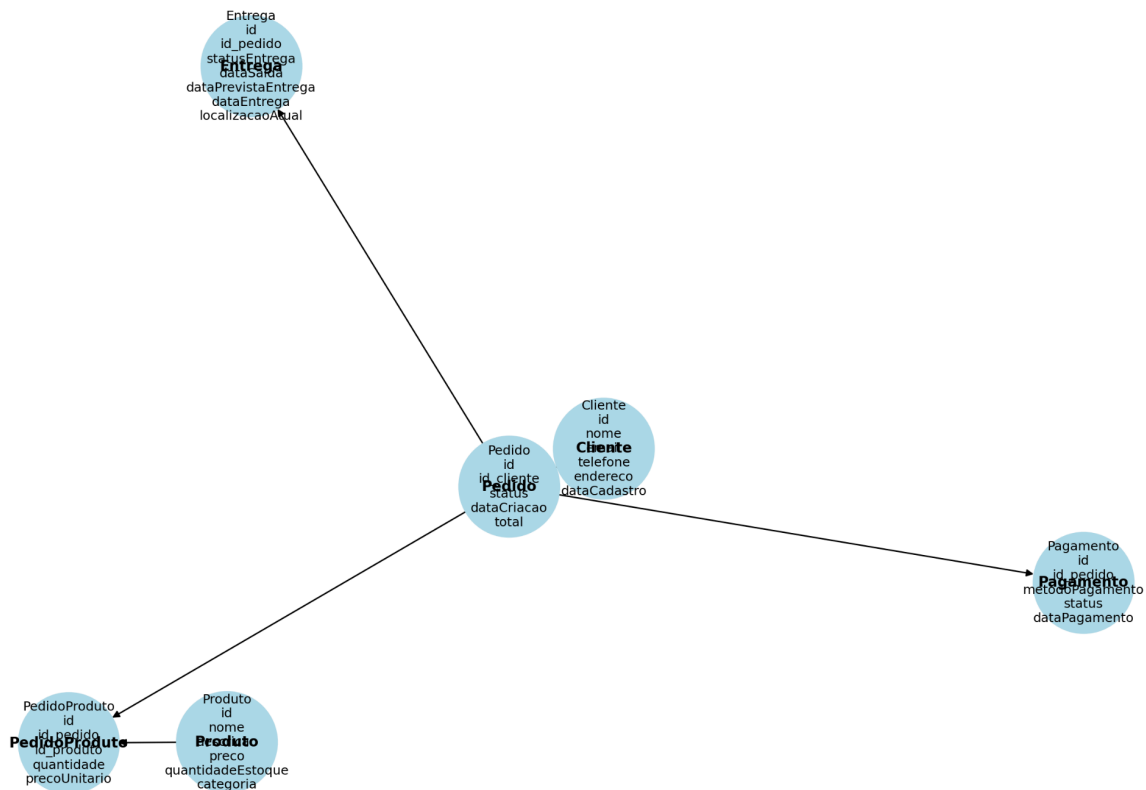 Entrega
id
id_pedido
statusEntrega
Entrega
dataSaida
dataPrevistaEntrega
dataEntrega
localizacaoAtual
Cliente
id
nome
Cliente
telefone
endereco
dataCadastro
Pedido
id
id_cliente
Pedido
status
dataCriacao
total
Pagamento
id
id_pedido
Pagamento
metodoPagamento
status
dataPagamento
PedidoProduto
id
id_pedido
PedidoProduto
id_produto
quantidade
precoUnitario
Produto
id
nome
Produto
preco
quantidadeEstoque
categoria